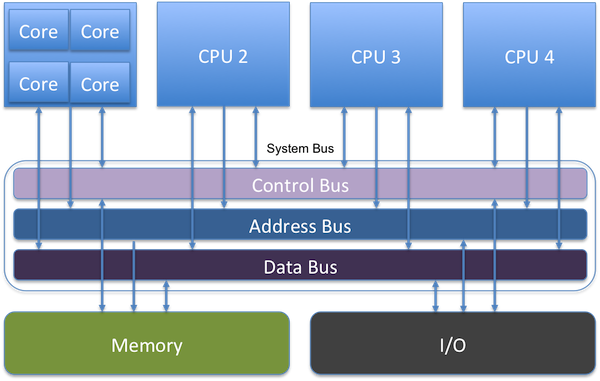 Core Core
Core Core
CPU 2
CPU 3
CPU 4
System Bus
Control Bus
Address Bus
Data Bus
Memory
I/O